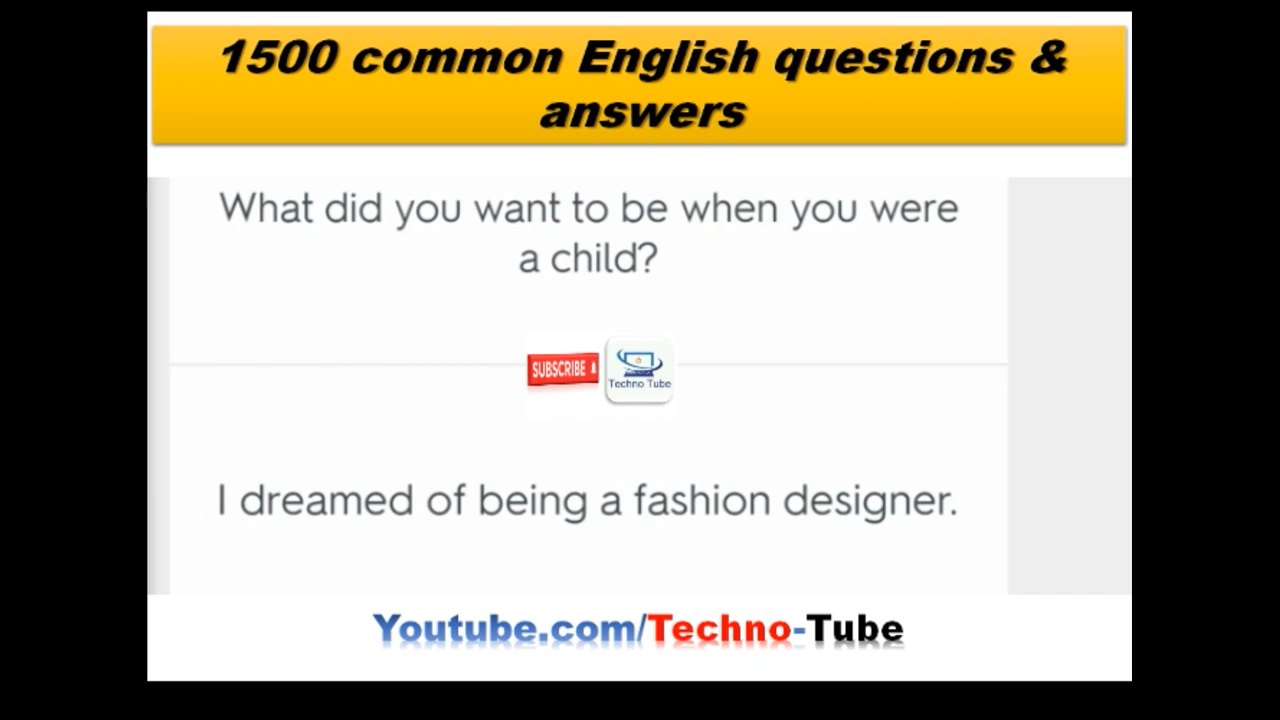 1500 common English questions &
answers
What did you want to be when you were
a child?
SUBSCRIBE
Techno Tube
I dreamed of being a fashion designer.
Youtube.com/Techno-Tube